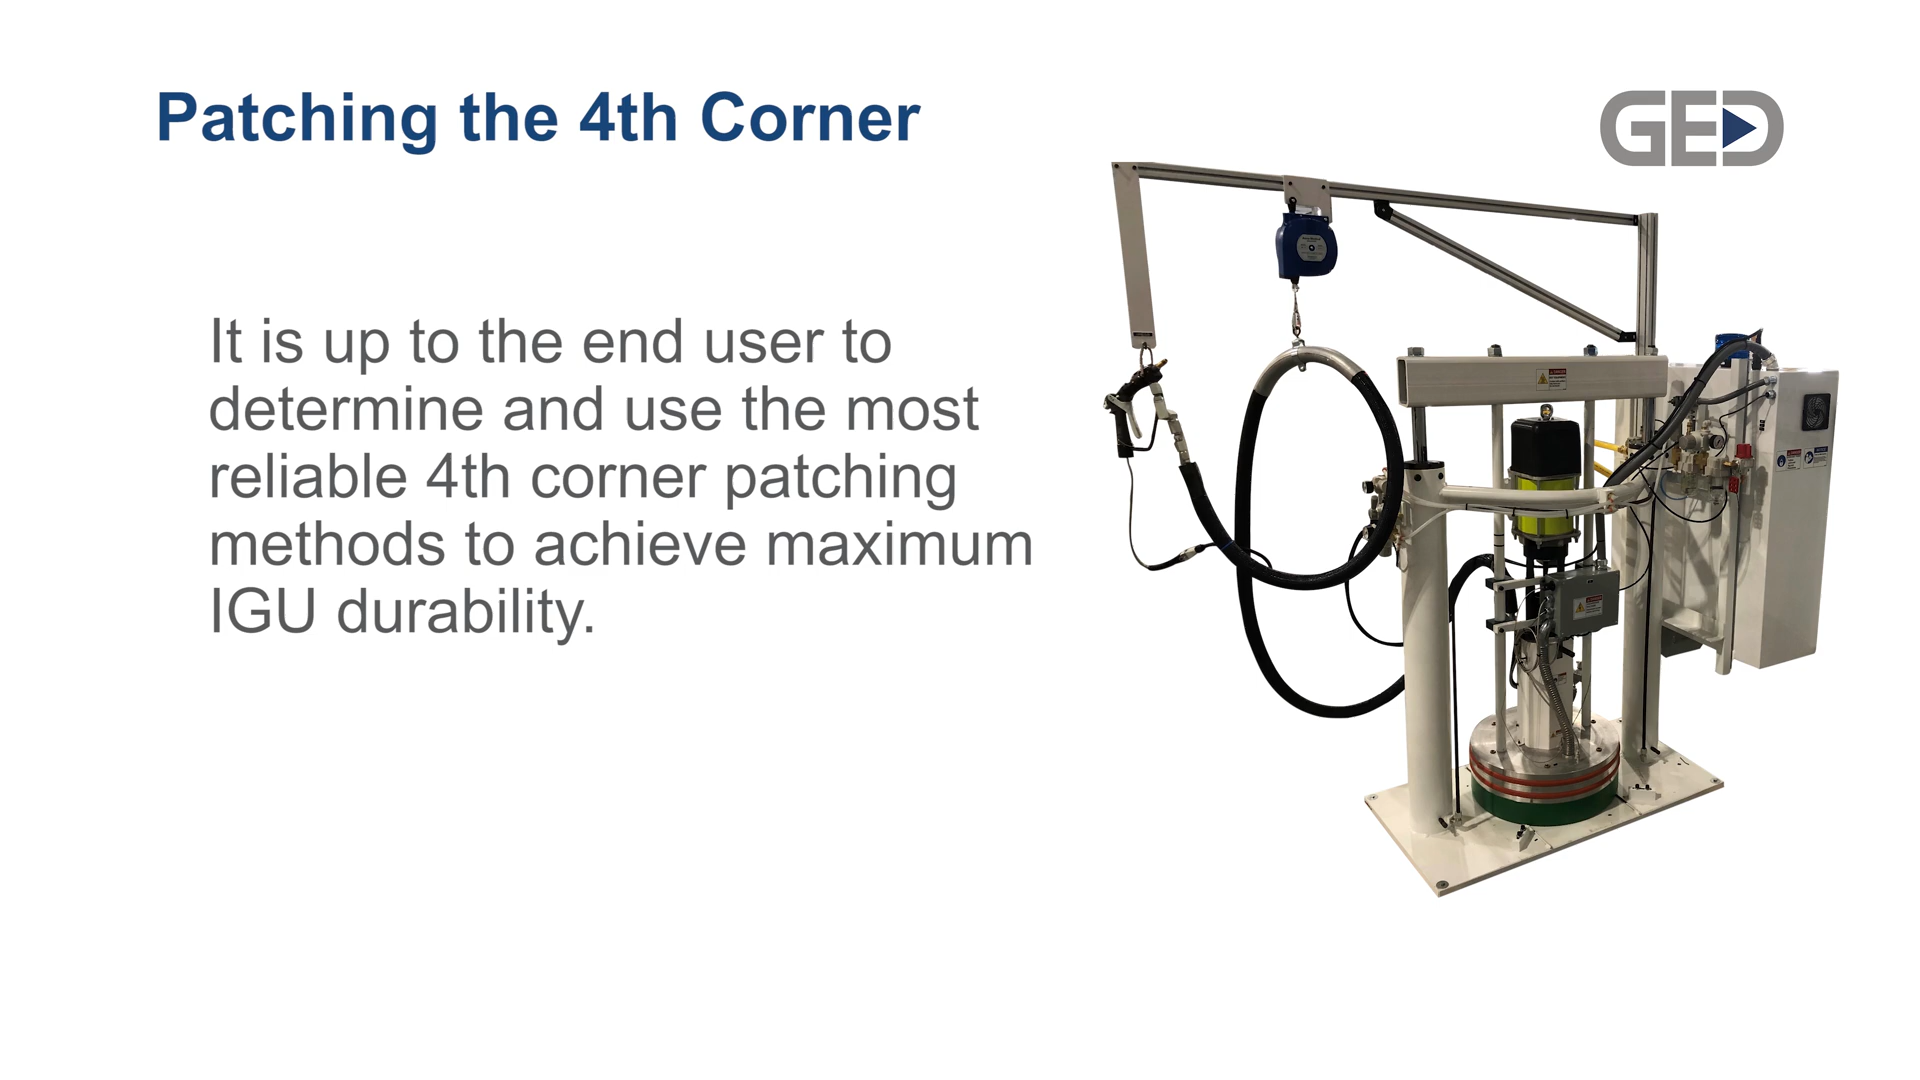 Patching the 4th Corner
GED
It is up to the end user to
determine and use the most
reliable 4th corner patching
methods to achieve maximum
IGU durability.